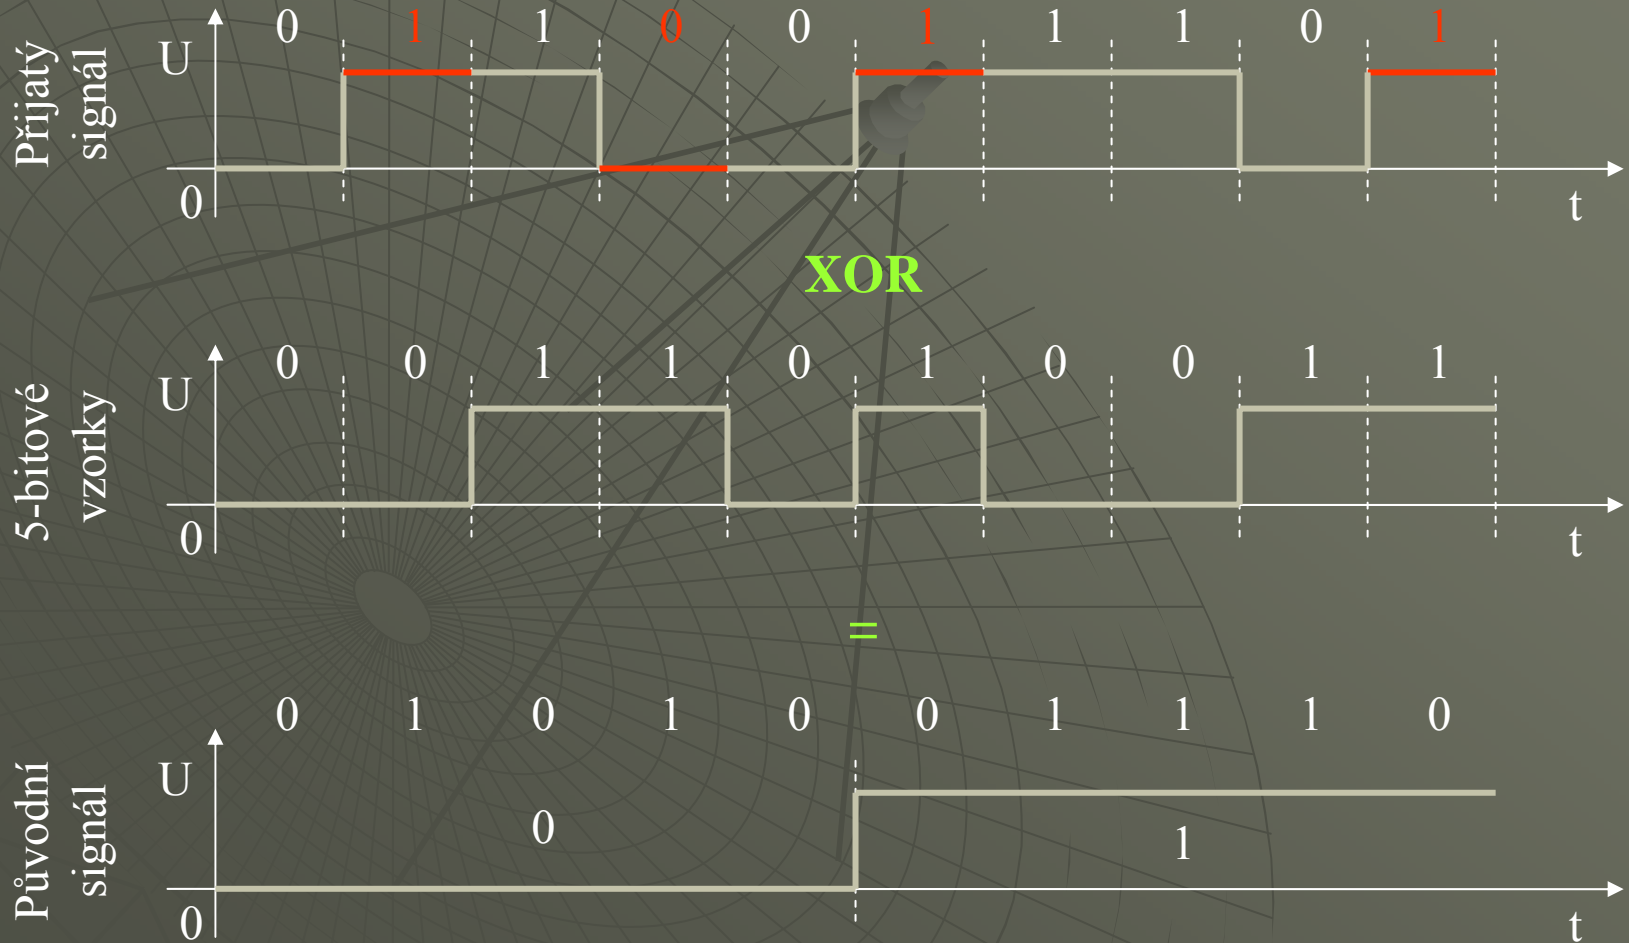 0 1 1 0 0 1 1 1 0 1
Přijatý
signál
U
0
t
XOR
0 0 1 1 0 1 0 0 1 1
5-bitové
vzorky
U
0
t
=
0 1 0 1 0 0 1 1 1 0
Původní
signál
U
0 1
0
t